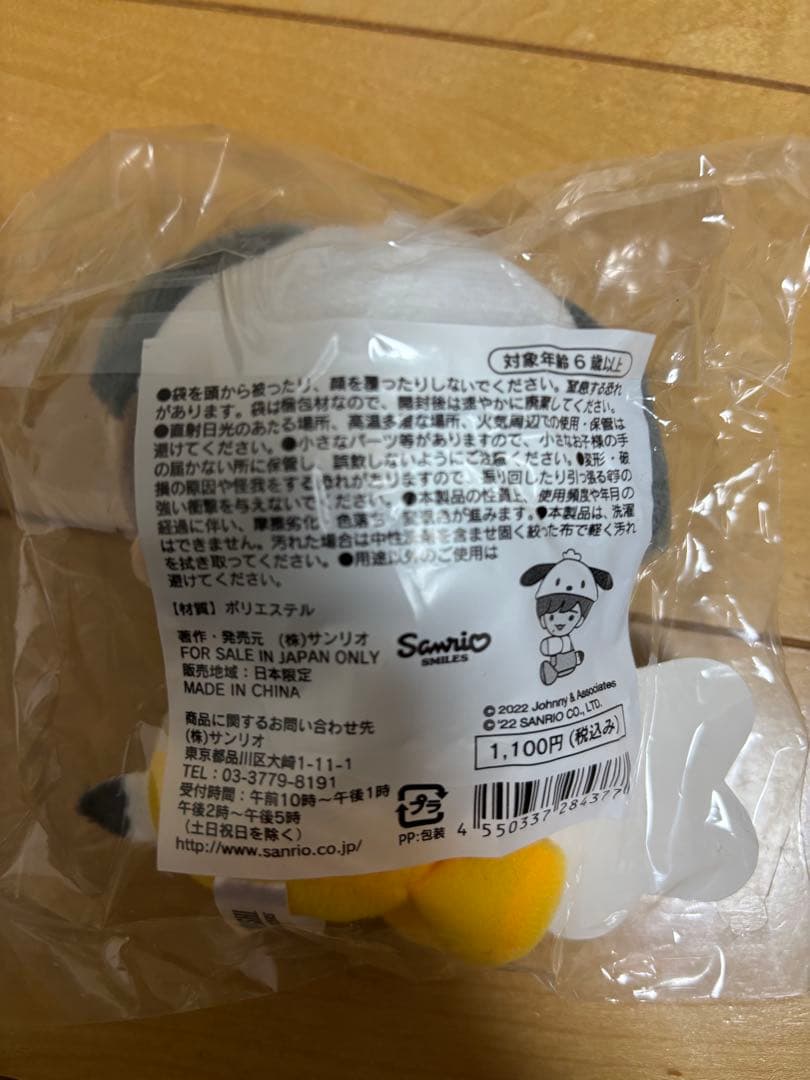 対象年齢6歳以上
●袋を頭から被ったり、顔を覆ったりしないでください。窒息する恐れ
があります。袋は梱包材なので、開封後は速やかに廃棄してください。
●直射日光のあたる場所、高温多湿な場所、火気周辺での使用・保管は
避けてください。●小さなパーツ等がありますので、小さなお子様の手
の届かない所に保管し、誤飲しないようにご注意ください。●変形・破
損の原因や怪我をする恐れがありますので、振り回したり引っ張る等の
強い衝撃を与えないでください。●本製品の性質上、使用頻度や年月の
経過に伴い、摩擦劣化、色落ち、変退色が進みます。●本製品は、洗濯
はできません。汚れた場合は中性洗剤を含ませ固く絞った布で軽く汚れ
を拭き取ってください。●用途以外のご使用は
避けてください。
【材質】ポリエステル
著作・発売元 (株)サンリオ
FOR SALE IN JAPAN ONLY
販売地域:日本限定
MADE IN CHINA
Sanrio
SMILES
© 2022 Johnny & Associates
© '22 SANRIO CO., LTD.
1,100円(税込み)
商品に関するお問い合わせ先
(株)サンリオ
東京都品川区大崎1-11-1
TEL:03-3779-8191
受付時間:午前10時〜午後1時
午後2時〜午後5時
(土日祝日を除く)
http://www.sanrio.co.jp/
プラ
PP:包装
4 550337 284377